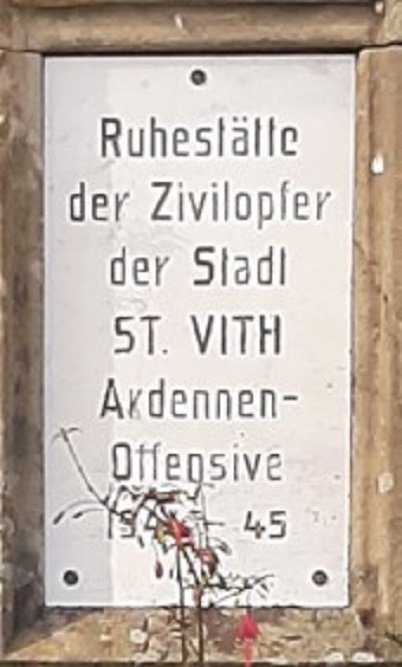 Ruhestätte
der Zivilopfer
der Stadt
ST. VITH
Ardennen-
Offensive
45